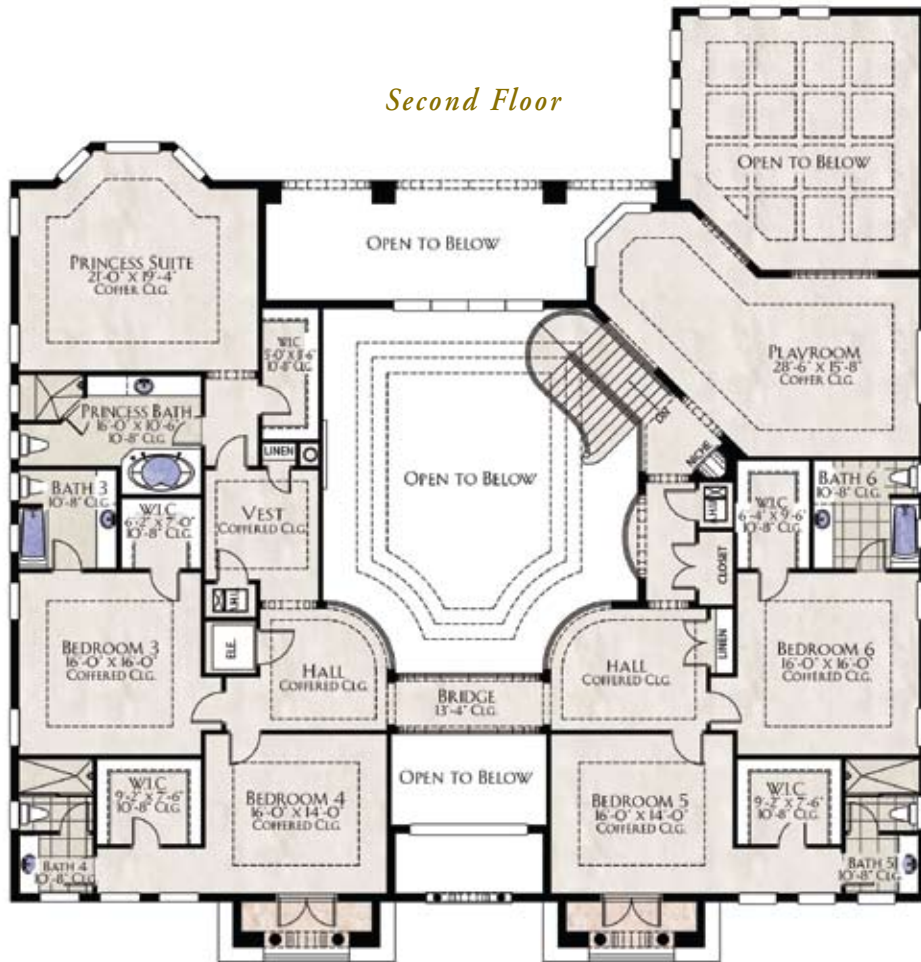 Second Floor
OPEN TO BELOW
OPEN TO BELOW
PRINCESS SUITE
21'-0" X 19'-4"
COFFER CLG.
W.I.C
5'-0" X 8'-6"
10'-8" CLG.
PLAYROOM
28'-6" X 15'-8"
COFFER CLG.
PRINCESS BATH
16'-0" X 10'-6"
10'-8" CLG.
DN
NICHE
LINEN
OPEN TO BELOW
BATH 3
10'-8" CLG.
W.I.C
6'-2" X 7'-0"
10'-8" CLG.
VEST
COFFERED CLG.
W.I.C
6'-4" X 9'-6"
10'-8" CLG.
BATH 6
10'-8" CLG.
CLOSET
ELE.
LINEN
BEDROOM 3
16'-0" X 16'-0"
COFFERED CLG.
HALL
COFFERED CLG.
HALL
COFFERED CLG.
BEDROOM 6
16'-0" X 16'-0"
COFFERED CLG.
BRIDGE
13'-4" CLG.
W.I.C
9'-2" X 7'-6"
10'-8" CLG.
BEDROOM 4
16'-0" X 14'-0"
COFFERED CLG.
OPEN TO BELOW
BEDROOM 5
16'-0" X 14'-0"
COFFERED CLG.
W.I.C
9'-2" X 7'-6"
10'-8" CLG.
BATH 4
10'-8" CLG.
BATH 5
10'-8" CLG.